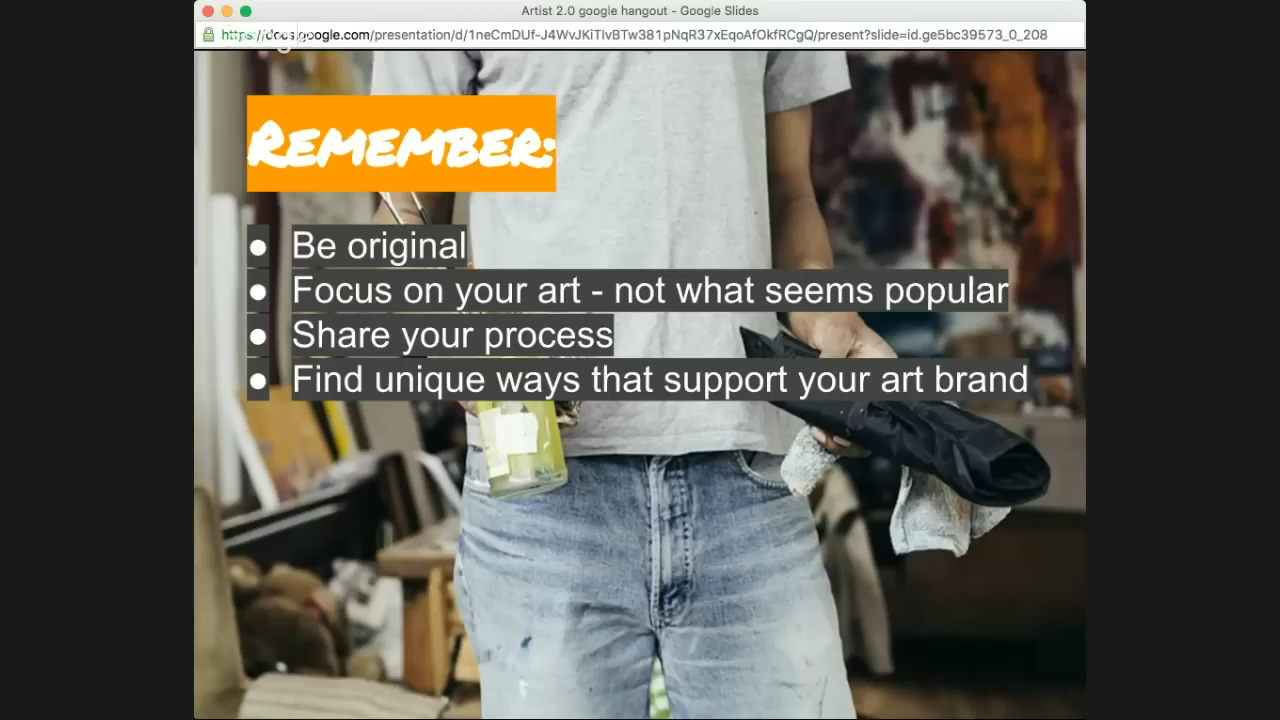 Artist 2.0 google hangout - Google Slides
https://docs.google.com/presentation/d/1neCmDUf-J4WvJKiTlvBTw381pNqR37xEqoAfOkfRCgQ/present?slide=id.ge5bc39573_0_208
REMEMBER:
● Be original
● Focus on your art - not what seems popular
● Share your process
● Find unique ways that support your art brand